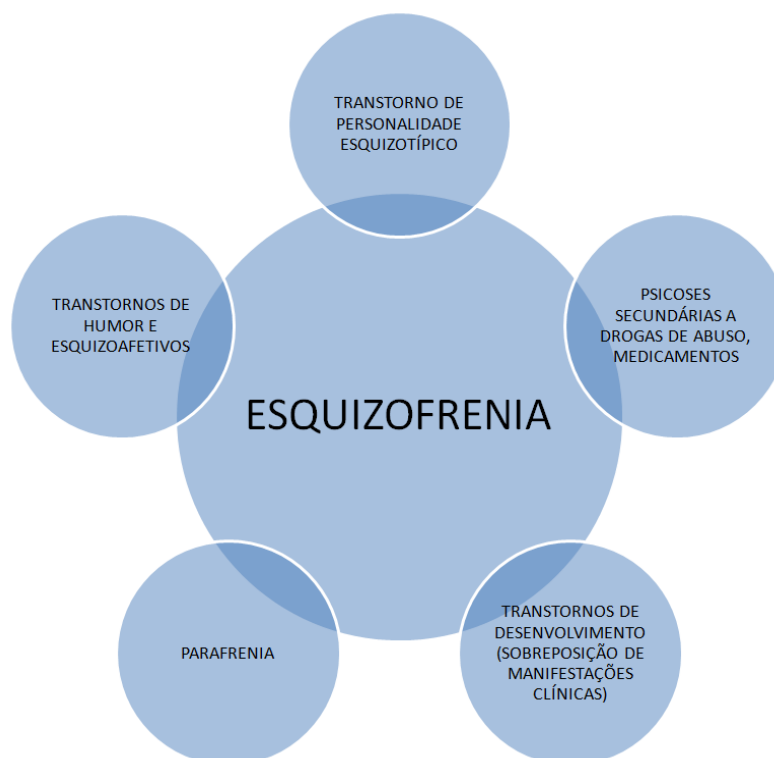 TRANSTORNO DE
PERSONALIDADE
ESQUIZOTÍPICO
TRANSTORNOS DE
HUMOR E
ESQUIZOAFETIVOS
PSICOSES
SECUNDÁRIAS A
DROGAS DE ABUSO,
MEDICAMENTOS
ESQUIZOFRENIA
PARAFRENIA
TRANSTORNOS DE
DESENVOLVIMENTO
(SOBREPOSIÇÃO DE
MANIFESTAÇÕES
CLÍNICAS)